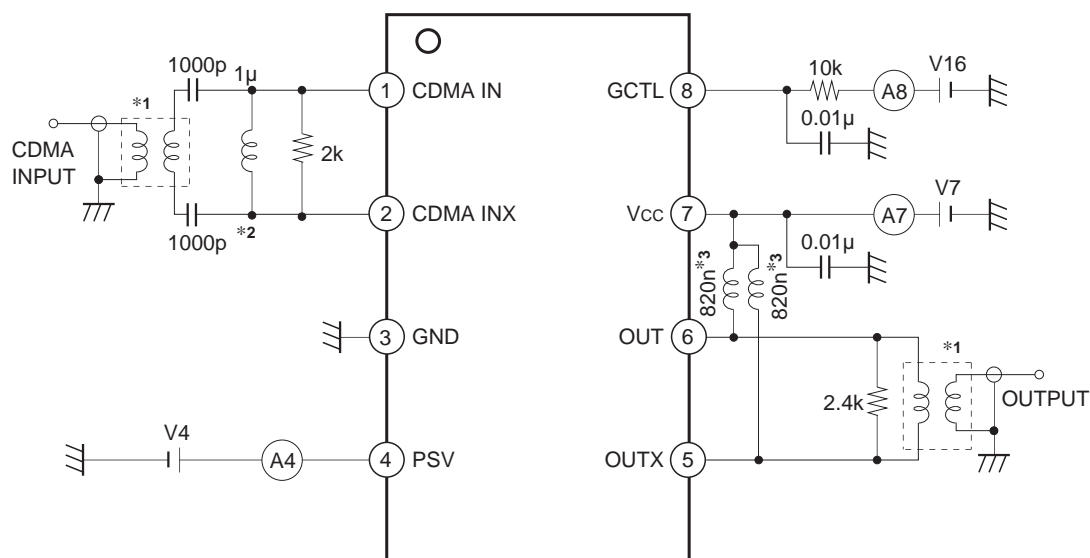 1000p
1µ
*1
CDMA
INPUT
2k
1000p
*2
1
CDMA IN
2
CDMA INX
3
GND
V4
A4
4
PSV
GCTL
8
10k
A8
V16
0.01µ
VCC
7
A7
V7
0.01µ
820n*3
820n*3
OUT
6
*1
2.4k
OUTPUT
OUTX
5